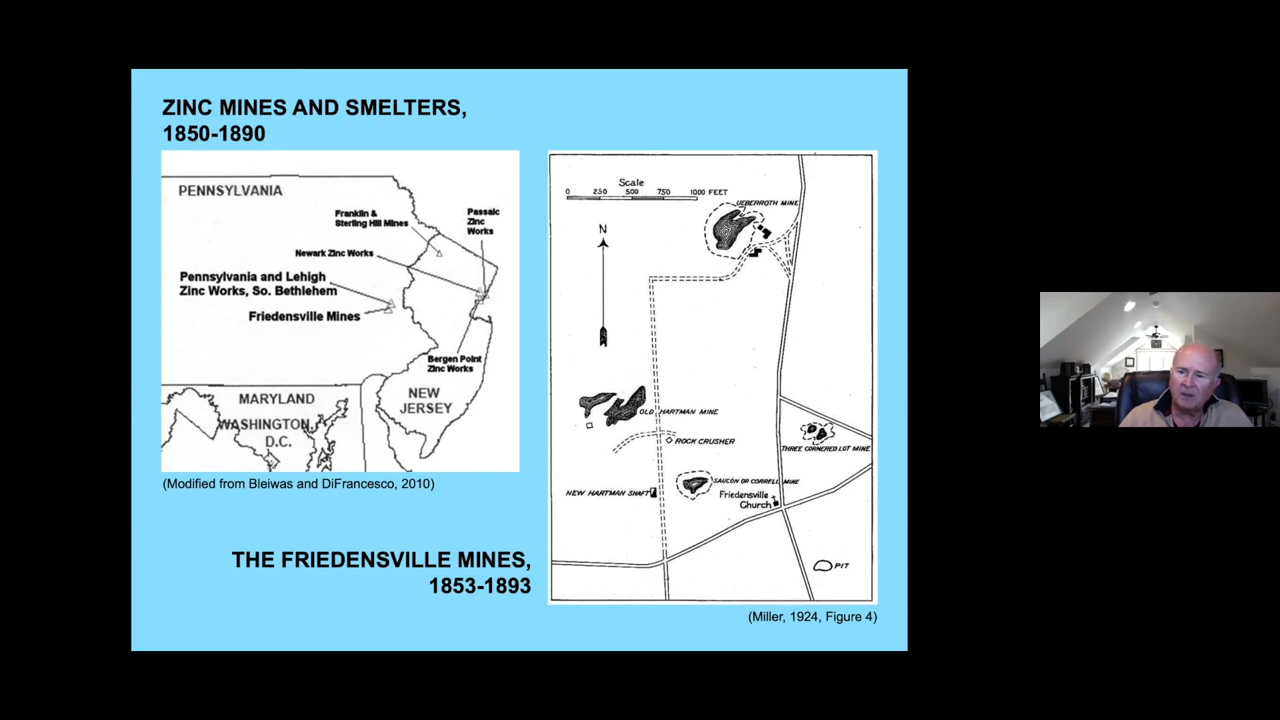 ZINC MINES AND SMELTERS,
1850-1890
PENNSYLVANIA
Franklin &
Sterling Hill Mines
Passaic
Zinc
Works
Newark Zinc Works
Pennsylvania and Lehigh
Zinc Works, So. Bethlehem
Friedensville Mines
Bergen Point
Zinc Works
NEW
JERSEY
MARYLAND
WASHINGTON,
D.C.
(Modified from Bleiwas and DiFrancesco, 2010)
THE FRIEDENSVILLE MINES,
1853-1893
Scale
0 250 500 750 1000 FEET
N
UEBERROTH MINE
OLD HARTMAN MINE
ROCK CRUSHER
THREE CORNERED LOT MINE
SAUCON OR CORRELL MINE
NEW HARTMAN SHAFT
Friedensville
Church
PIT
(Miller, 1924, Figure 4)